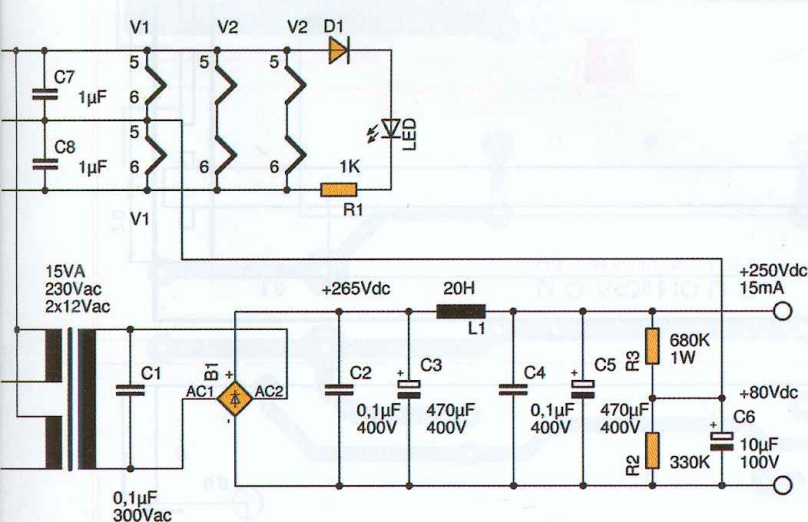 V1
V2
V2
D1
5
5
5
C7
1µF
6
5
LED
C8
1µF
6
6
6
1K
R1
V1
15VA
230Vac
2x12Vac
+265Vdc
20H
L1
+250Vdc
15mA
C1
B1
+
AC1
AC2
-
C2
+
C3
C4
+
C5
R3
680K
1W
0,1µF
400V
470µF
400V
0,1µF
400V
470µF
400V
+80Vdc
+
C6
10µF
100V
R2
330K
0,1µF
300Vac